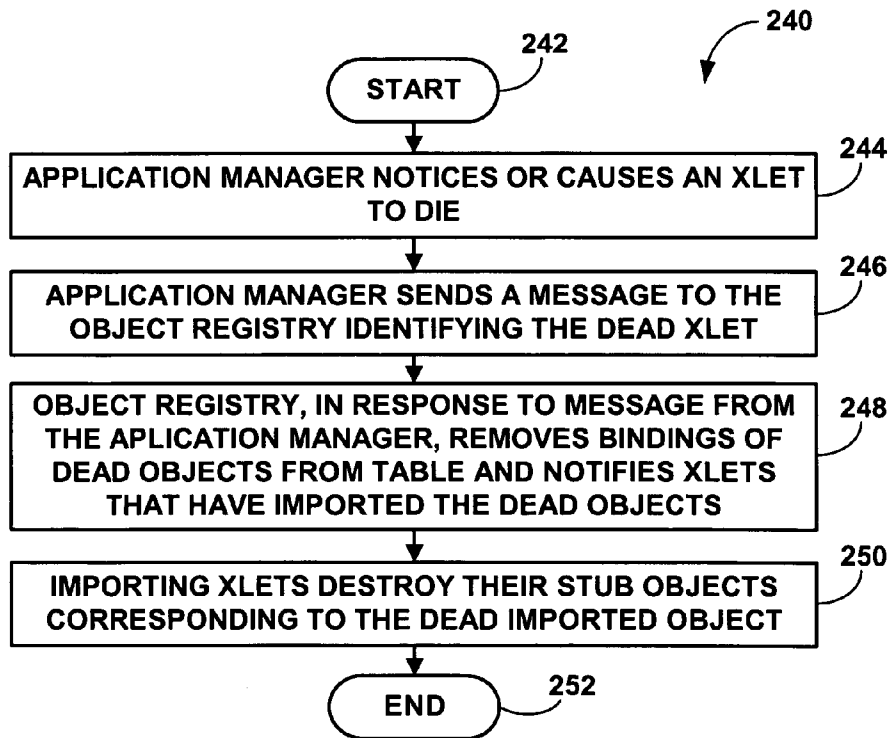 240
242
START
244
APPLICATION MANAGER NOTICES OR CAUSES AN XLET
TO DIE
246
APPLICATION MANAGER SENDS A MESSAGE TO THE
OBJECT REGISTRY IDENTIFYING THE DEAD XLET
248
OBJECT REGISTRY, IN RESPONSE TO MESSAGE FROM
THE APLICATION MANAGER, REMOVES BINDINGS OF
DEAD OBJECTS FROM TABLE AND NOTIFIES XLETS
THAT HAVE IMPORTED THE DEAD OBJECTS
250
IMPORTING XLETS DESTROY THEIR STUB OBJECTS
CORRESPONDING TO THE DEAD IMPORTED OBJECT
252
END